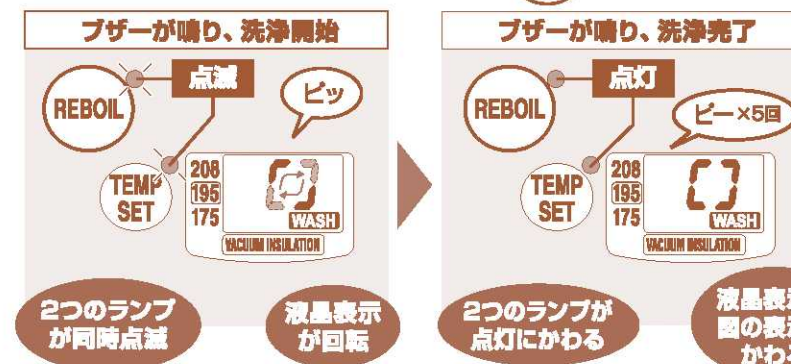 ブザーが鳴り、洗浄開始
点滅
REBOIL
ピッ
TEMP
SET
208
195
175
WASH
VACUUM INSULATION
2つのランプ
が同時点滅
液晶表示
が回転
ブザーが鳴り、洗浄完了
点灯
REBOIL
ピー×5回
TEMP
SET
208
195
175
WASH
VACUUM INSULATION
2つのランプが
点灯にかわる
液晶表
図の表
かわる